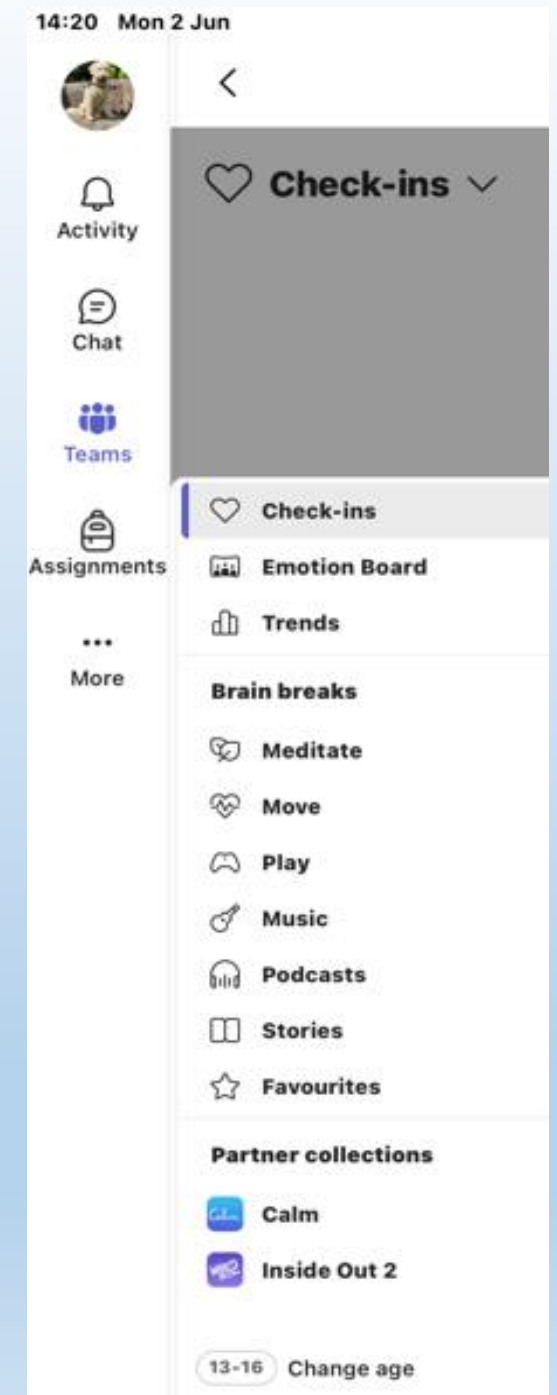 14:20 Mon 2 Jun
Activity
Chat
Teams
Assignments
More
Check-ins
Check-ins
Emotion Board
Trends
Brain breaks
Meditate
Move
Play
Music
Podcasts
Stories
Favourites
Partner collections
Calm
Calm
Inside Out 2
13-16 Change age